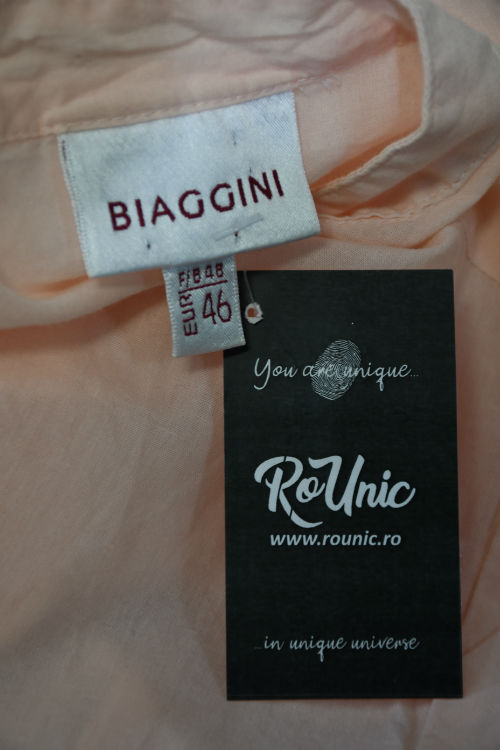 BIAGGINI
F/B 48
EUR 46
You are unique...
RoUnic
www.rounic.ro
...in unique universe